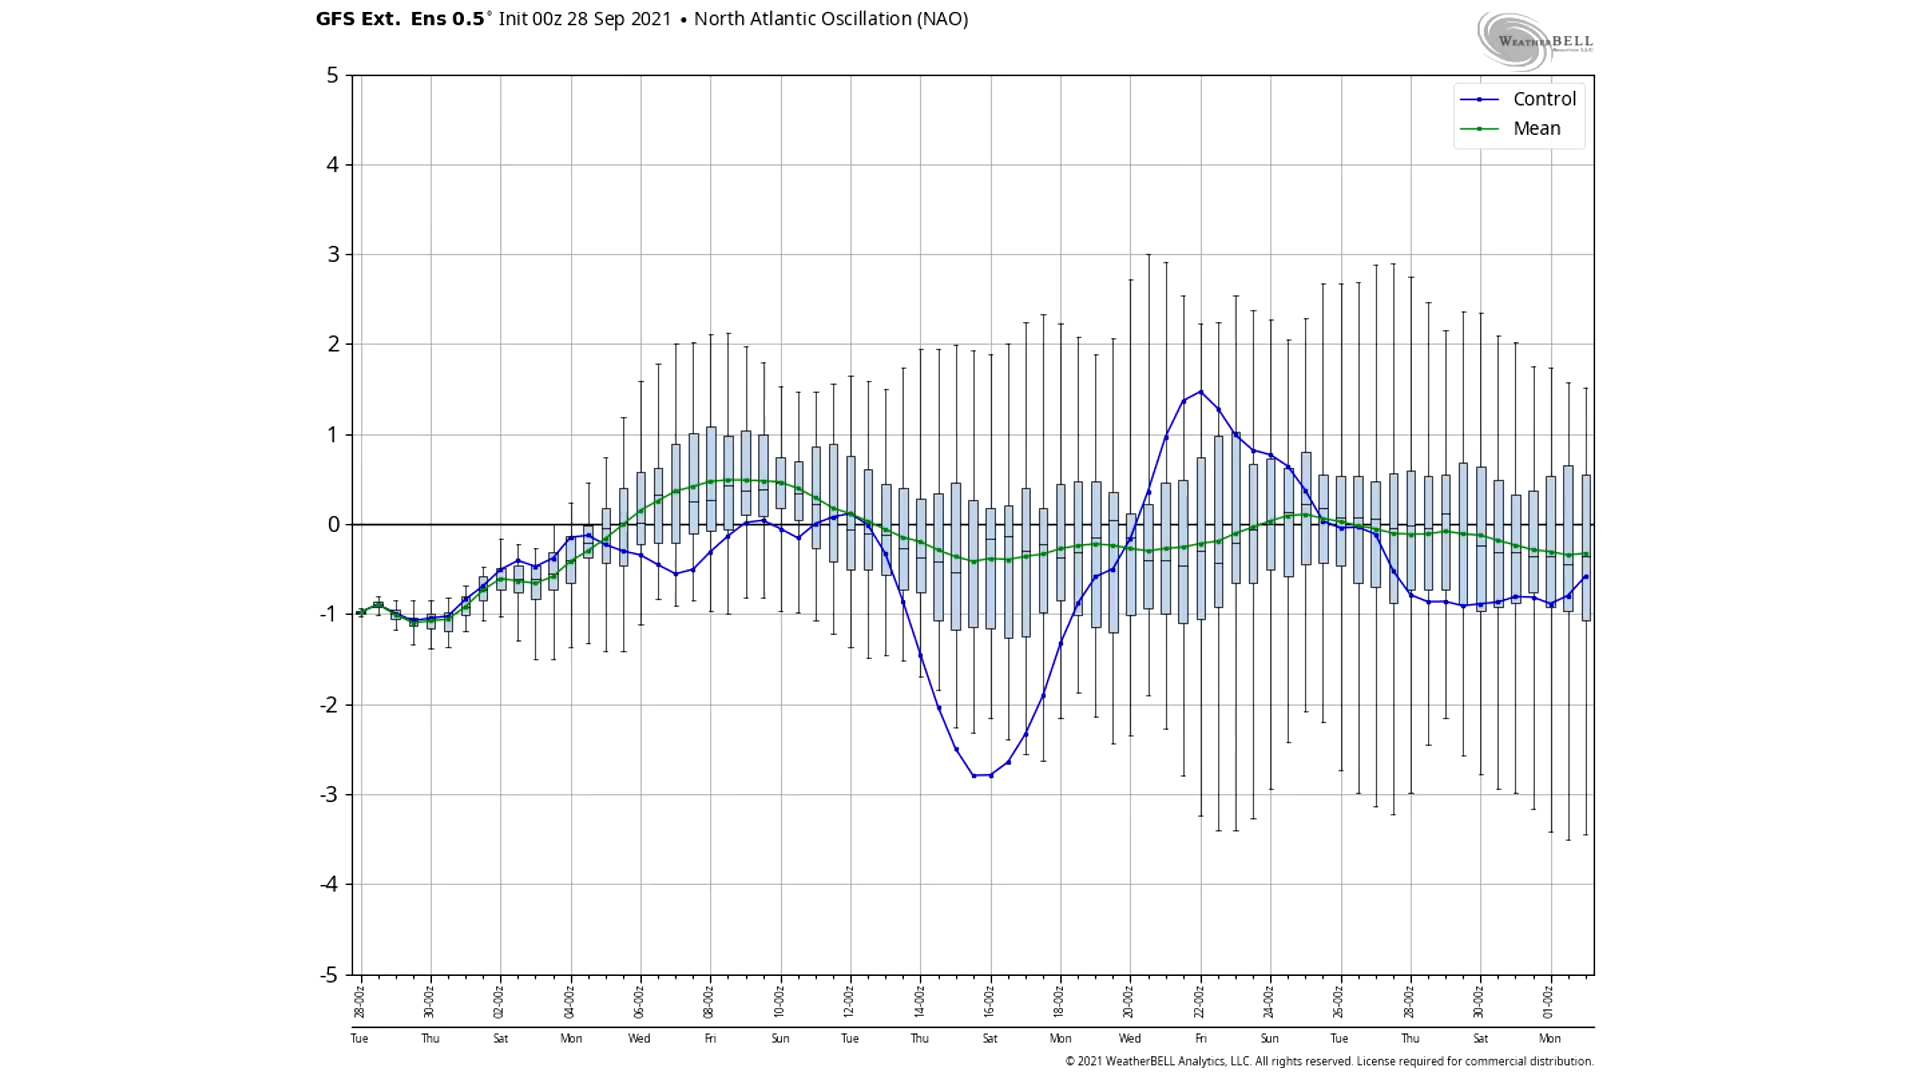 GFS Ext. Ens 0.5° Init 00z 28 Sep 2021 • North Atlantic Oscillation (NAO)
WEATHERBELL
5
Control
Mean
4
3
2
1
0
-1
-2
-3
-4
-5
28-00z 30-00z 02-00z 04-00z 06-00z 08-00z 10-00z 12-00z 14-00z 16-00z 18-00z 20-00z 22-00z 24-00z 26-00z 28-00z 30-00z 01-00z
Tue Thu Sat Mon Wed Fri Sun Tue Thu Sat Mon Wed Fri Sun Tue Thu Sat Mon
© 2021 WeatherBELL Analytics, LLC. All rights reserved. License required for commercial distribution.